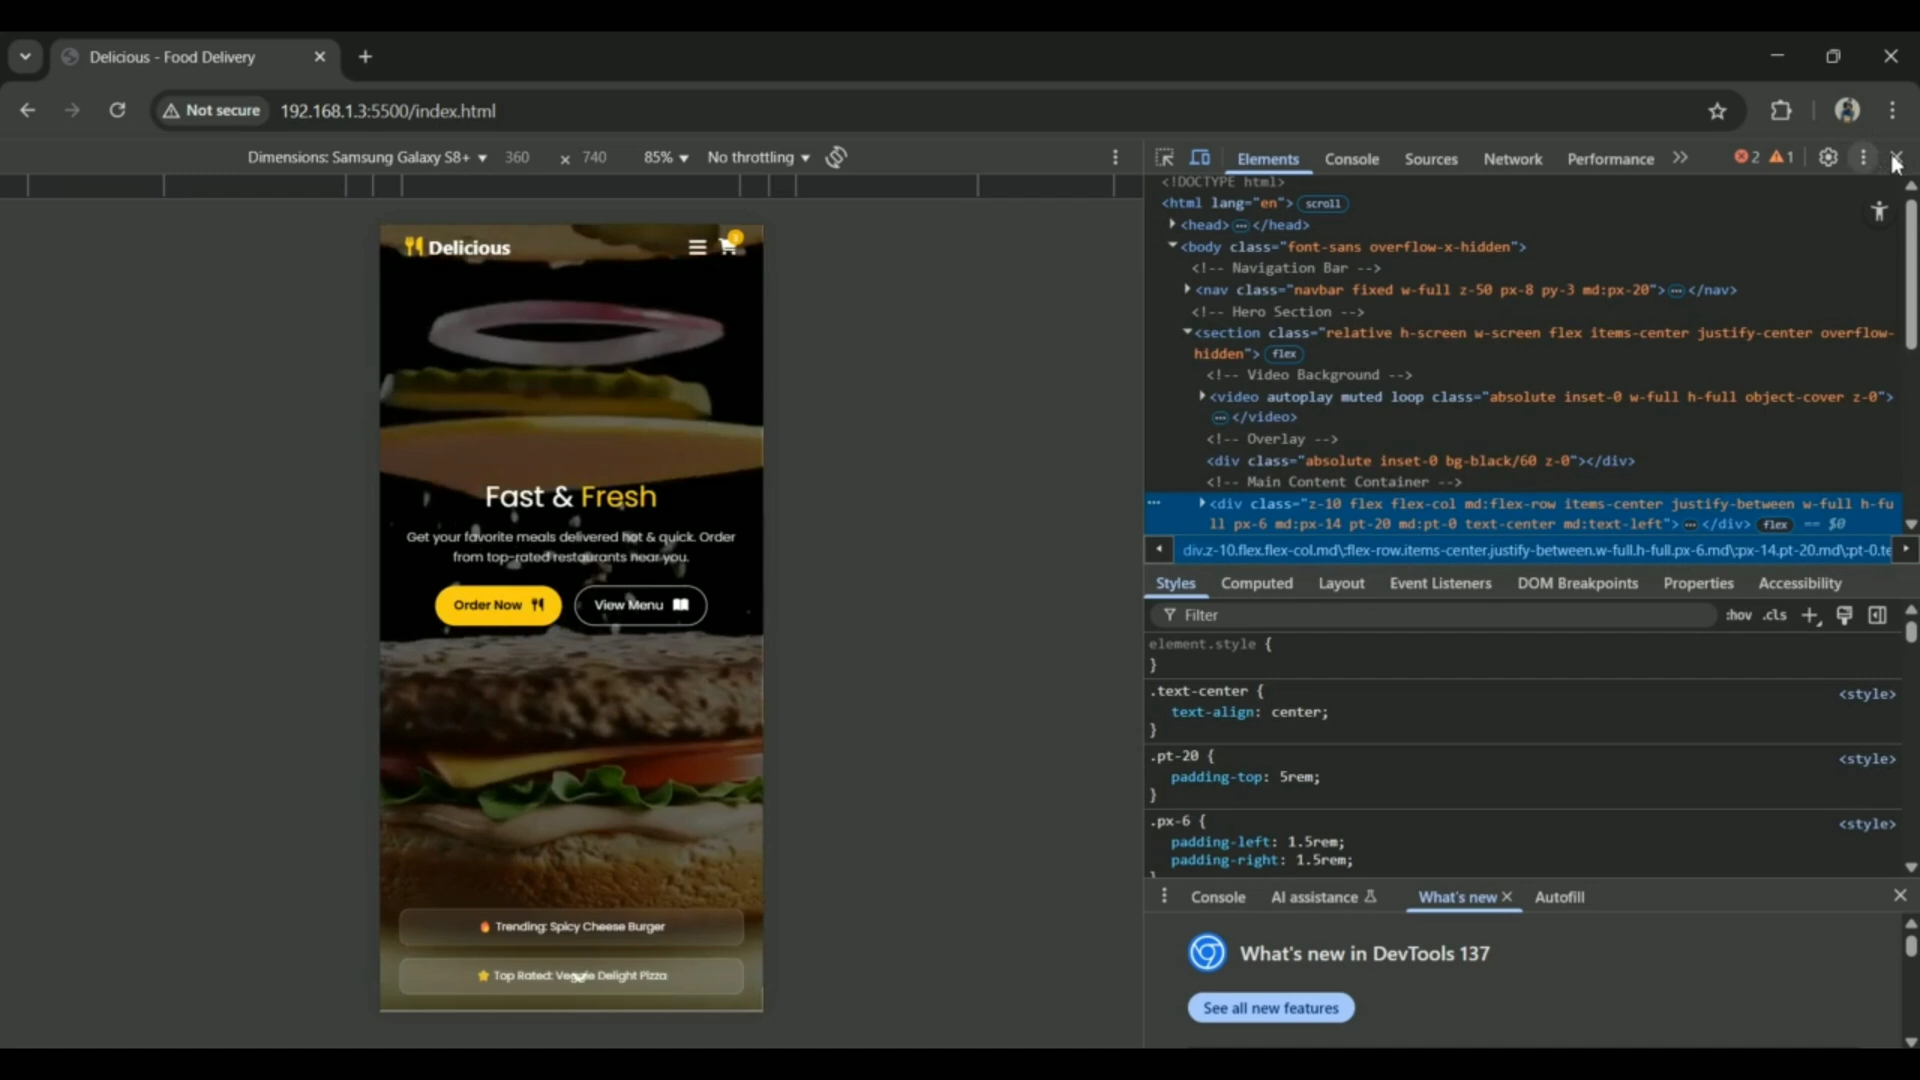 Delicious - Food Delivery
Not secure 192.168.1.3:5500/index.html
Dimensions: Samsung Galaxy S8+ 360 x 740 85% No throttling
Delicious
Fast & Fresh
Get your favorite meals delivered hot & quick. Order
from top-rated restaurants near you.
Order Now View Menu
Trending: Spicy Cheese Burger
Top Rated: Veggie Delight Pizza
Elements Console Sources Network Performance 2 1
<!DOCTYPE html>
<html lang="en"> scroll
<head> </head>
<body class="font-sans overflow-x-hidden">
<!-- Navigation Bar -->
<nav class="navbar fixed w-full z-50 px-8 py-3 md:px-20"> </nav>
<!-- Hero Section -->
<section class="relative h-screen w-screen flex items-center justify-center overflow-
hidden"> flex
<!-- Video Background -->
<video autoplay muted loop class="absolute inset-0 w-full h-full object-cover z-0">
</video>
<!-- Overlay -->
<div class="absolute inset-0 bg-black/60 z-0"></div>
<!-- Main Content Container -->
<div class="z-10 flex flex-col md:flex-row items-center justify-between w-full h-fu
ll px-6 md:px-14 pt-20 md:pt-0 text-center md:text-left"> </div> flex == $0
div.z-10.flex.flex-col.md\:flex-row.items-center.justify-between.w-full.h-full.px-6.md\:px-14.pt-20.md\:pt-0.te
Styles Computed Layout Event Listeners DOM Breakpoints Properties Accessibility
Filter :hov .cls
element.style {
}
.text-center { <style>
text-align: center;
}
.pt-20 { <style>
padding-top: 5rem;
}
.px-6 { <style>
padding-left: 1.5rem;
padding-right: 1.5rem;
Console AI assistance What's new Autofill
What's new in DevTools 137
See all new features